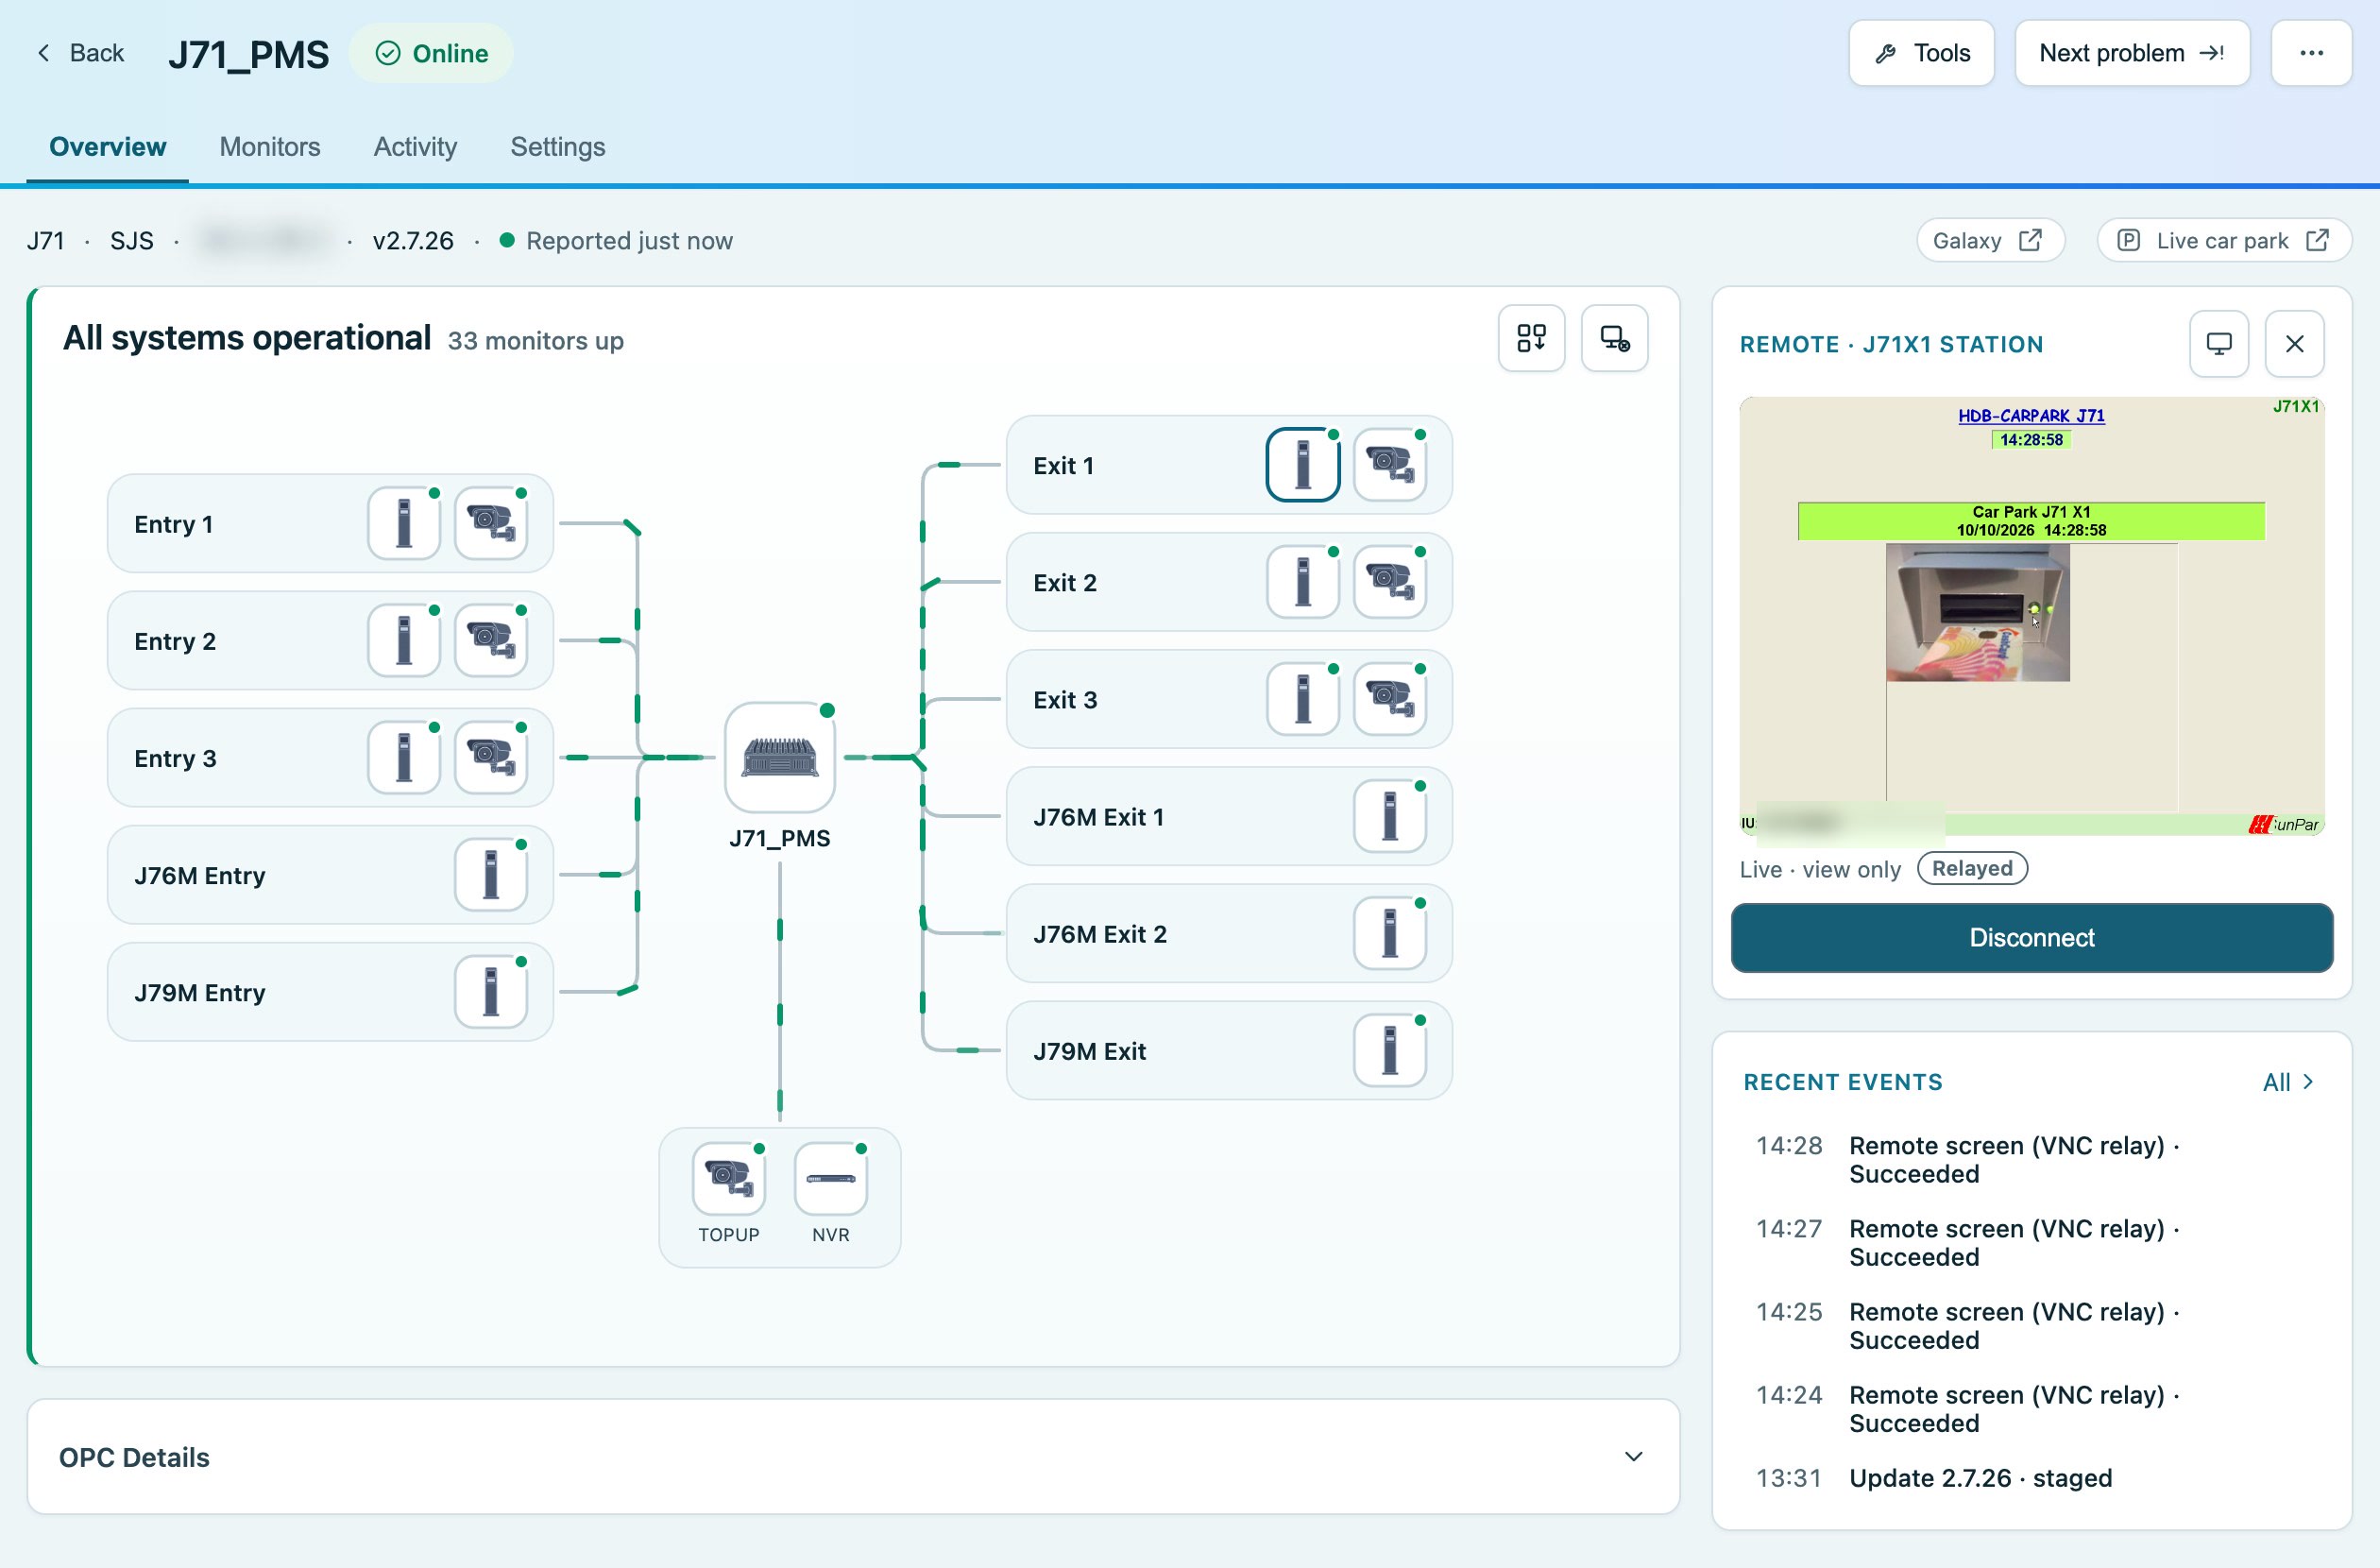 Back
J71_PMS
Online
Tools
Next problem
Overview
Monitors
Activity
Settings
J71 · SJS ·
· v2.7.26 · Reported just now
Galaxy
Live car park
All systems operational 33 monitors up
Entry 1
Entry 2
Entry 3
J76M Entry
J79M Entry
J71_PMS
TOPUP
NVR
Exit 1
Exit 2
Exit 3
J76M Exit 1
J76M Exit 2
J79M Exit
OPC Details
REMOTE · J71X1 STATION
J71X1
HDB-CARPARK J71
14:28:58
Car Park J71 X1
10/10/2026 14:28:58
IU:
SunPar
Live · view only
Relayed
Disconnect
RECENT EVENTS
All
14:28 Remote screen (VNC relay) ·
Succeeded
14:27 Remote screen (VNC relay) ·
Succeeded
14:25 Remote screen (VNC relay) ·
Succeeded
14:24 Remote screen (VNC relay) ·
Succeeded
13:31 Update 2.7.26 · staged